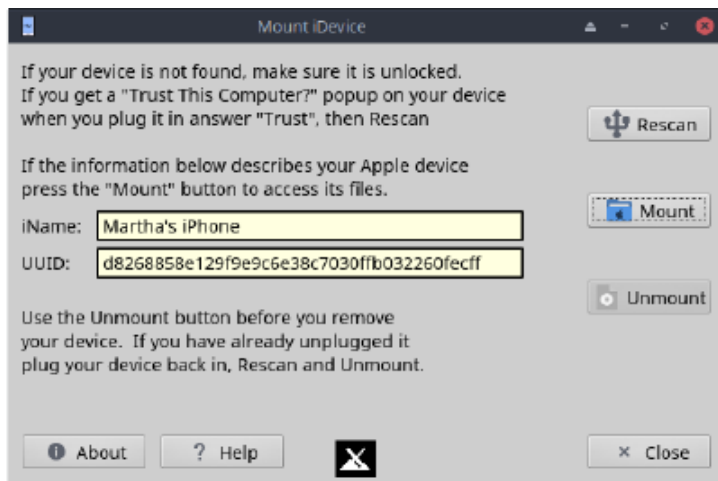 Mount iDevice
If your device is not found, make sure it is unlocked.
If you get a "Trust This Computer?" popup on your device
when you plug it in answer "Trust", then Rescan
Rescan
If the information below describes your Apple device
press the "Mount" button to access its files.
Mount
iName: Martha's iPhone
UUID: d8268858e129f9e9c6e38c7030ffb032260fecff
Unmount
Use the Unmount button before you remove
your device. If you have already unplugged it
plug your device back in, Rescan and Unmount.
About ? Help Close